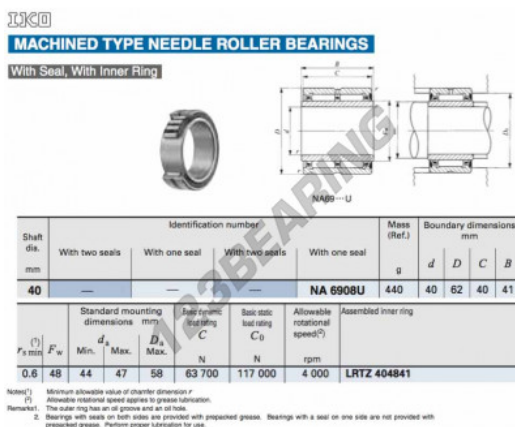 IKO
MACHINED TYPE NEEDLE ROLLER BEARINGS
With Seal, With Inner Ring
B
C
D
d
r
NA69···U
123BEARING
Shaft dia. mm
Identification number
Mass (Ref.) g
Boundary dimensions mm
With two seals
With one seal
With two seals
With one seal
d D C B
40 — — NA 6908U 440 40 62 40 41
Standard mounting dimensions mm
Basic dynamic load rating C N
Basic static load rating C0 N
Allowable rotational speed(2) rpm
Assembled inner ring
(1) rs min Fw
da Min. Max.
Da Max.
0.6 48 44 47 58 63 700 117 000 4 000 LRTZ 404841
Notes(1) Minimum allowable value of chamfer dimension r
(2) Allowable rotational speed applies to grease lubrication.
Remarks1. The outer ring has an oil groove and an oil hole.
2. Bearings with seals on both sides are provided with prepacked grease. Bearings with a seal on one side are not provided with
prepacked grease. Perform proper lubrication for use.